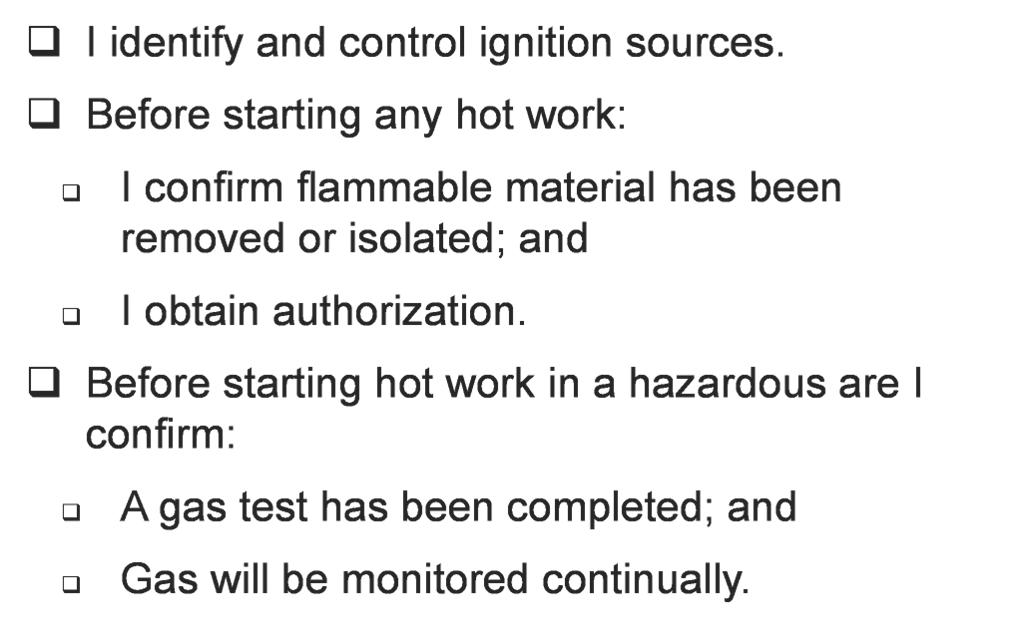 ❑ I identify and control ignition sources.
❑ Before starting any hot work:
❑ I confirm flammable material has been
removed or isolated; and
❑ I obtain authorization.
❑ Before starting hot work in a hazardous are I
confirm:
❑ A gas test has been completed; and
❑ Gas will be monitored continually.